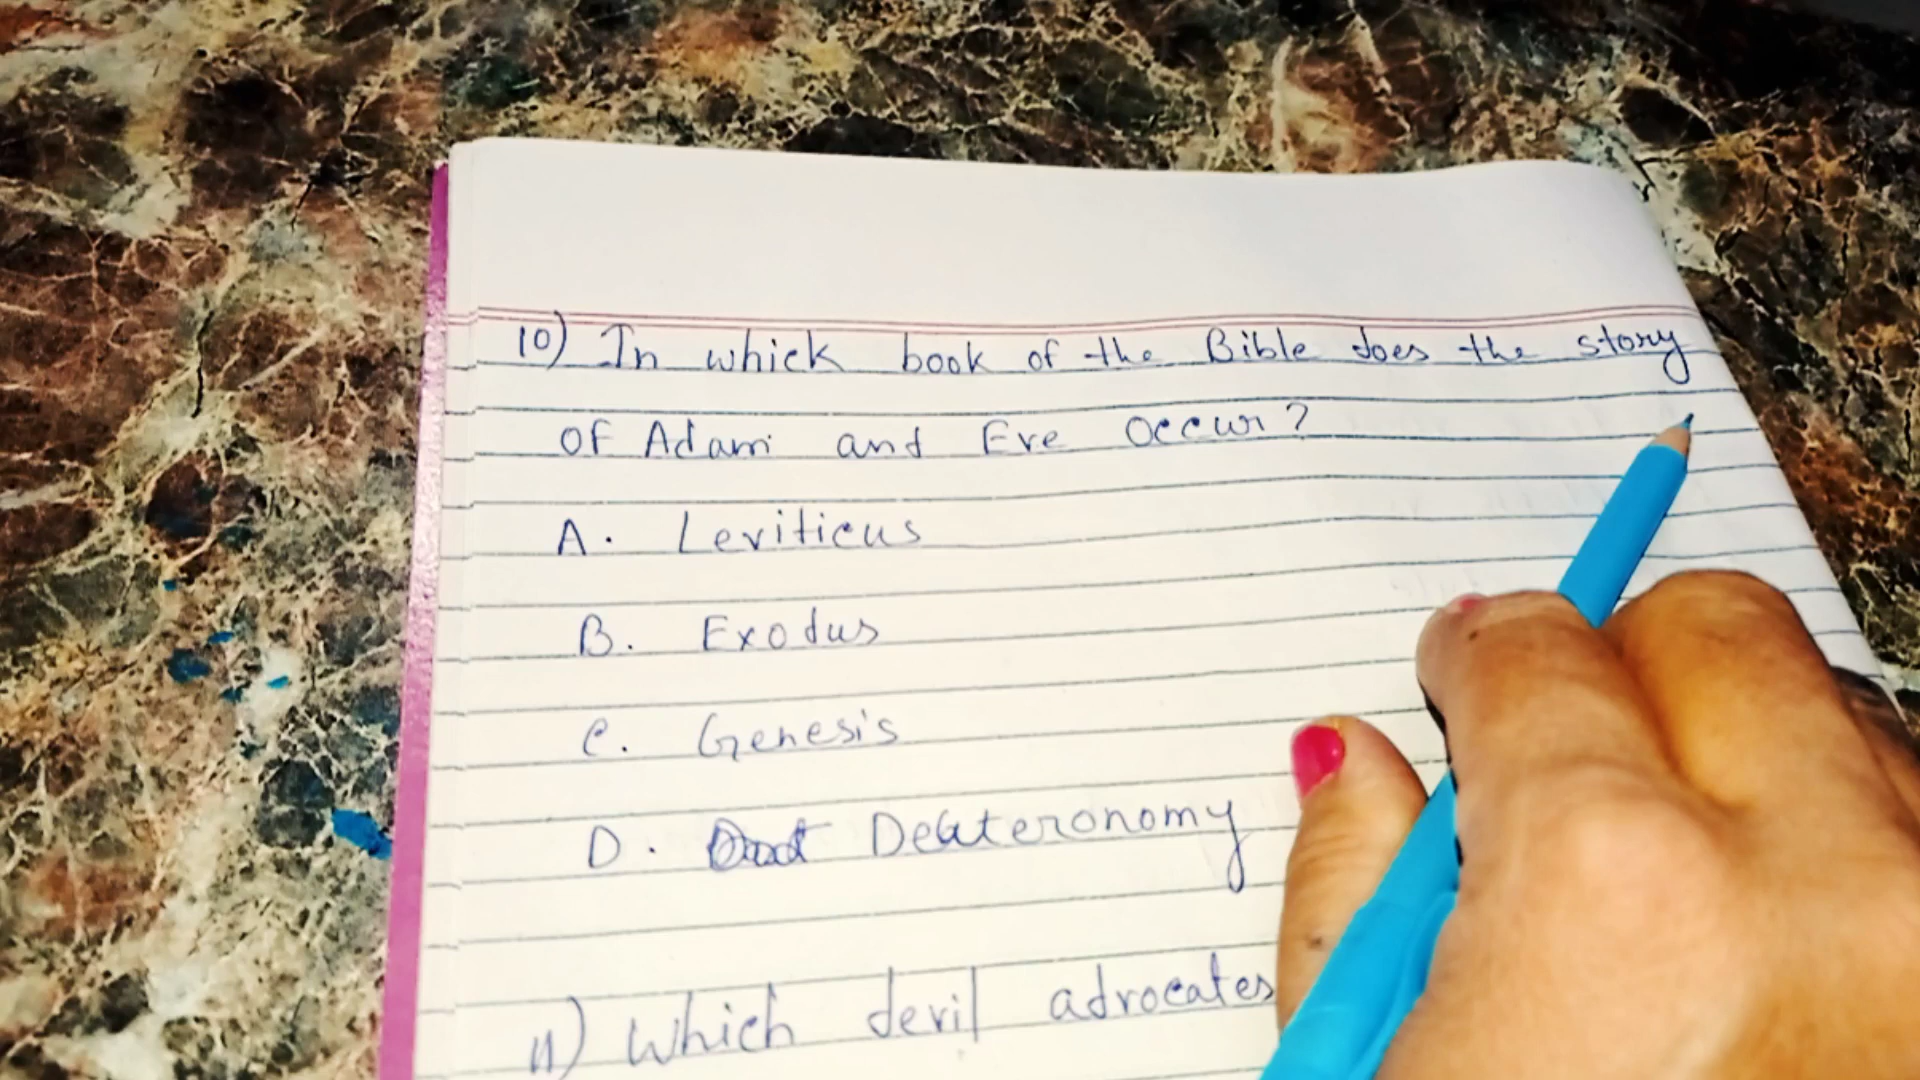 10) In which book of the Bible does the story
of Adam and Eve occur?
A. Leviticus
B. Exodus
C. Genesis
D. Deuteronomy
11) Which devil advocates